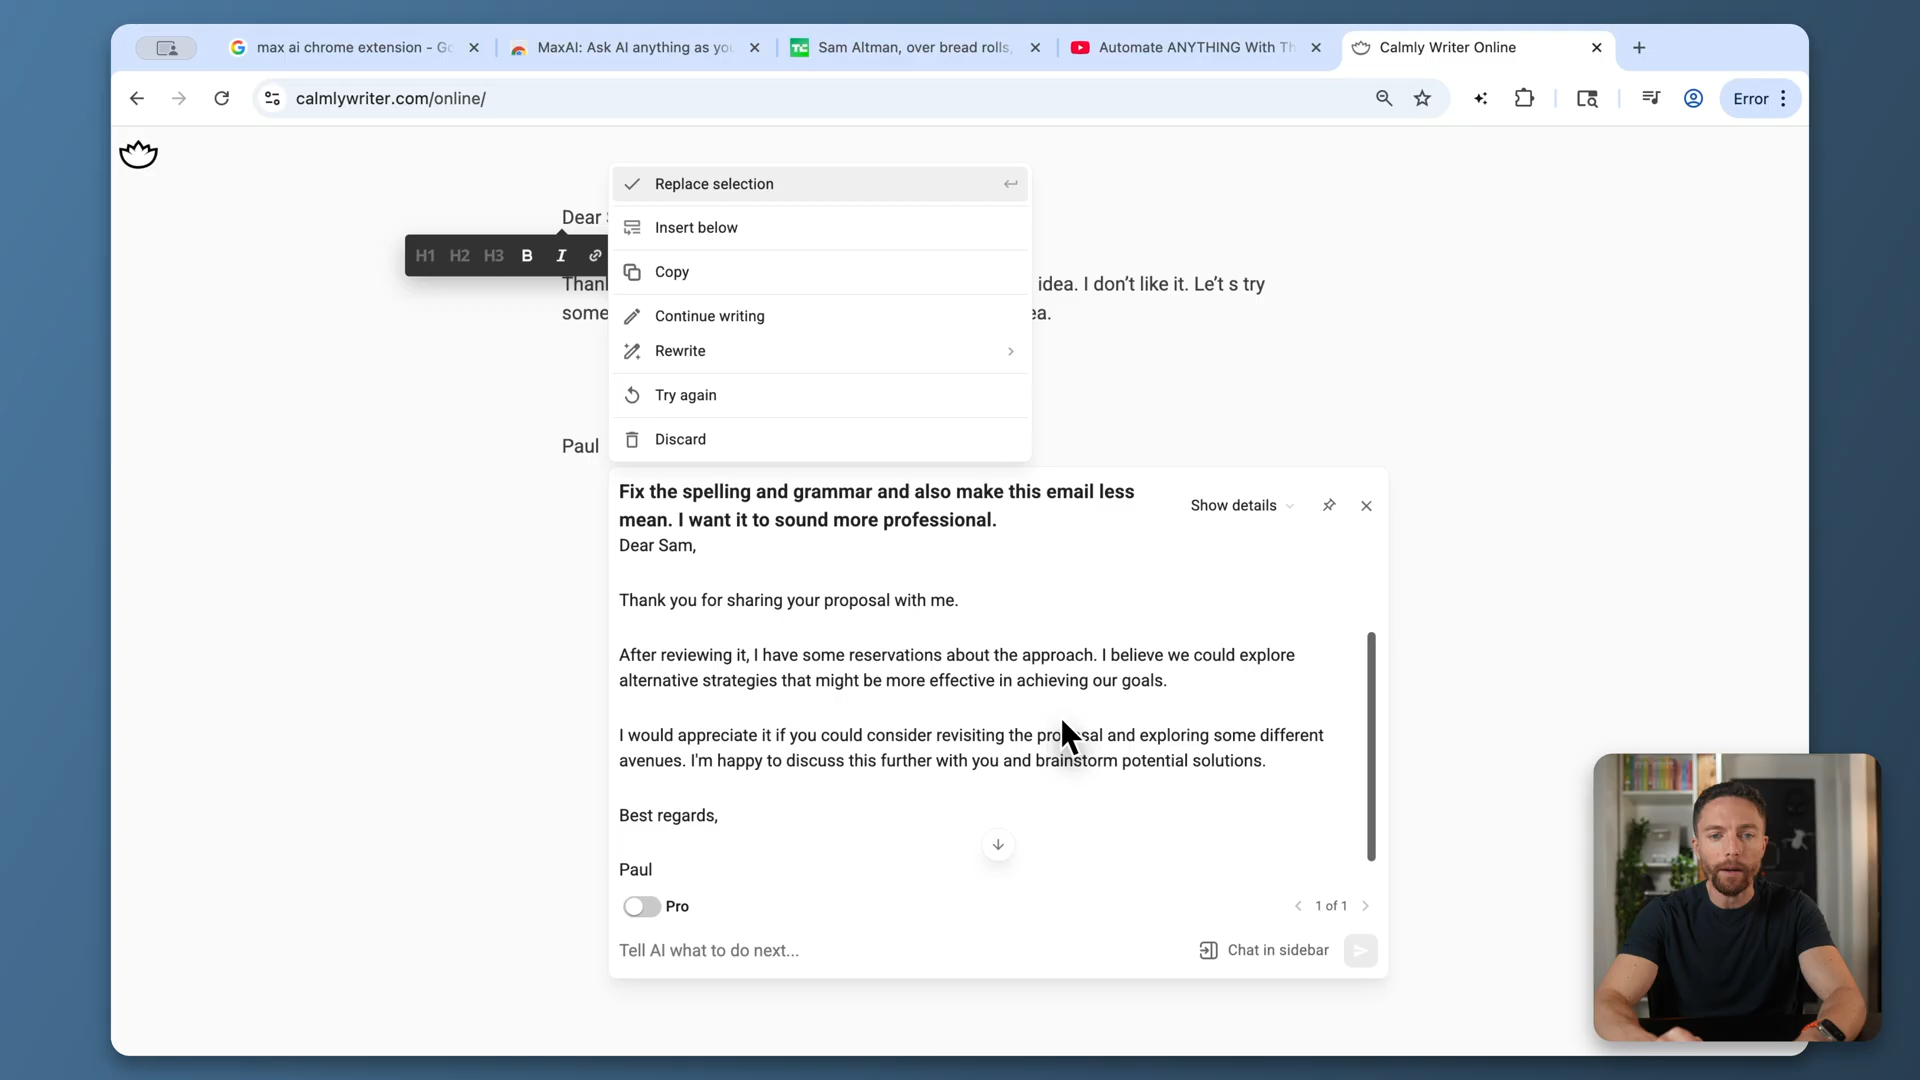 max ai chrome extension - Go
MaxAI: Ask AI anything as you
TC
Sam Altman, over bread rolls,
Automate ANYTHING With Th
Calmly Writer Online
calmlywriter.com/online/
Error
Replace selection
Insert below
Copy
Continue writing
Rewrite
Try again
Discard
Dear
H1 H2 H3 B I
Than
idea. I don’t like it. Le’t s try
some
ea.
Paul
Fix the spelling and grammar and also make this email less
mean. I want it to sound more professional.
Show details
Dear Sam,
Thank you for sharing your proposal with me.
After reviewing it, I have some reservations about the approach. I believe we could explore
alternative strategies that might be more effective in achieving our goals.
I would appreciate it if you could consider revisiting the proposal and exploring some different
avenues. I'm happy to discuss this further with you and brainstorm potential solutions.
Best regards,
Paul
Pro
1 of 1
Tell AI what to do next...
Chat in sidebar